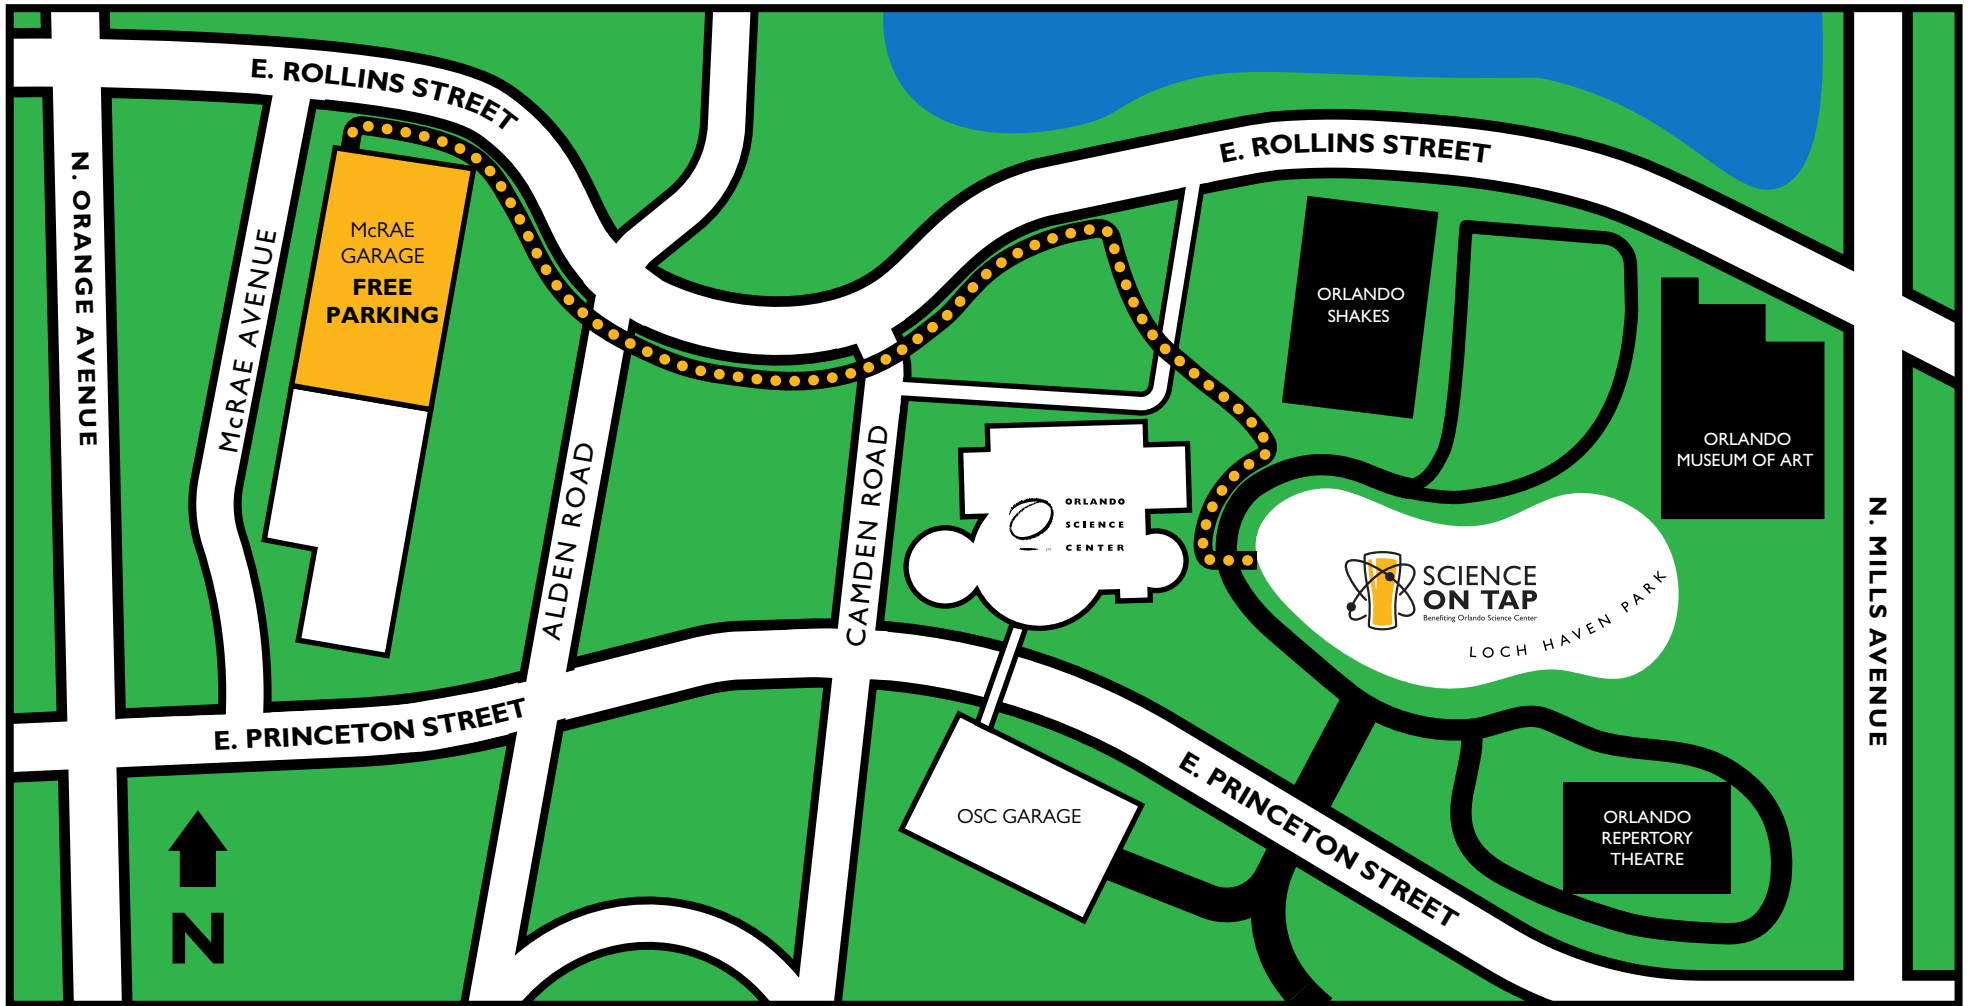 E. ROLLINS STREET
E. ROLLINS STREET
N. ORANGE AVENUE
McRAE AVENUE
McRAE
GARAGE
FREE
PARKING
ORLANDO
SHAKES
ORLANDO
MUSEUM OF ART
ALDEN ROAD
CAMDEN ROAD
ORLANDO
SCIENCE
CENTER
SCIENCE
ON TAP
Benefiting Orlando Science Center
LOCH HAVEN PARK
N. MILLS AVENUE
E. PRINCETON STREET
E. PRINCETON STREET
OSC GARAGE
ORLANDO
REPERTORY
THEATRE
N